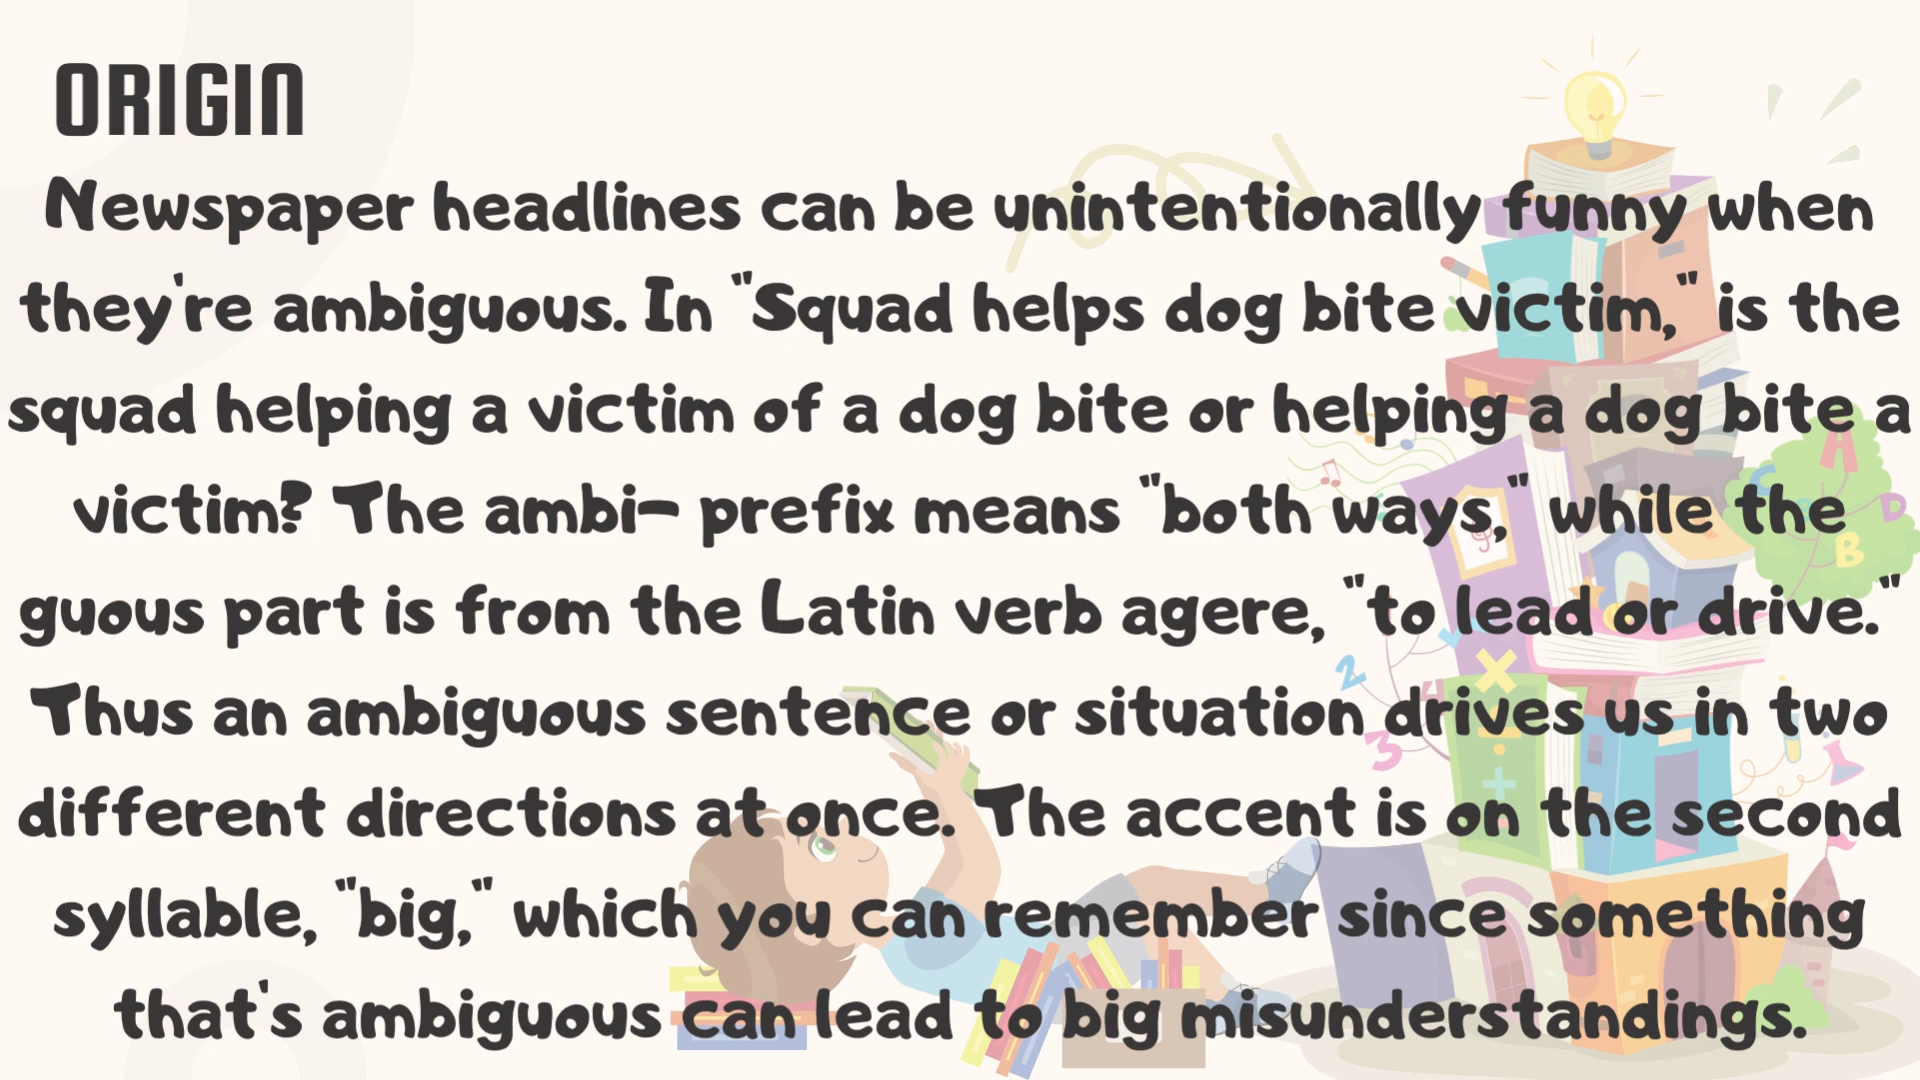 ORIGIN
Newspaper headlines can be unintentionally funny when
they're ambiguous. In "Squad helps dog bite victim," is the
squad helping a victim of a dog bite or helping a dog bite a
victim? The ambi– prefix means "both ways," while the
guous part is from the Latin verb agere, "to lead or drive."
Thus an ambiguous sentence or situation drives us in two
different directions at once. The accent is on the second
syllable, "big," which you can remember since something
that's ambiguous can lead to big misunderstandings.
A
C
D
B
2
4
3